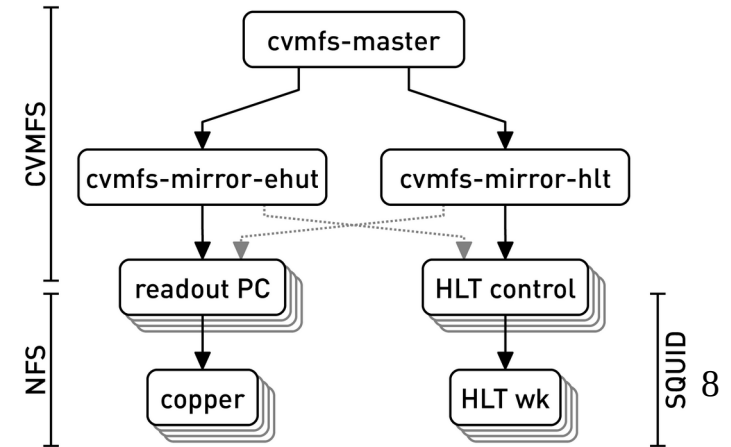 cvmfs-master
CVMFS
cvmfs-mirror-ehut
cvmfs-mirror-hlt
readout PC
HLT control
NFS
SQUID
8
copper
HLT wk